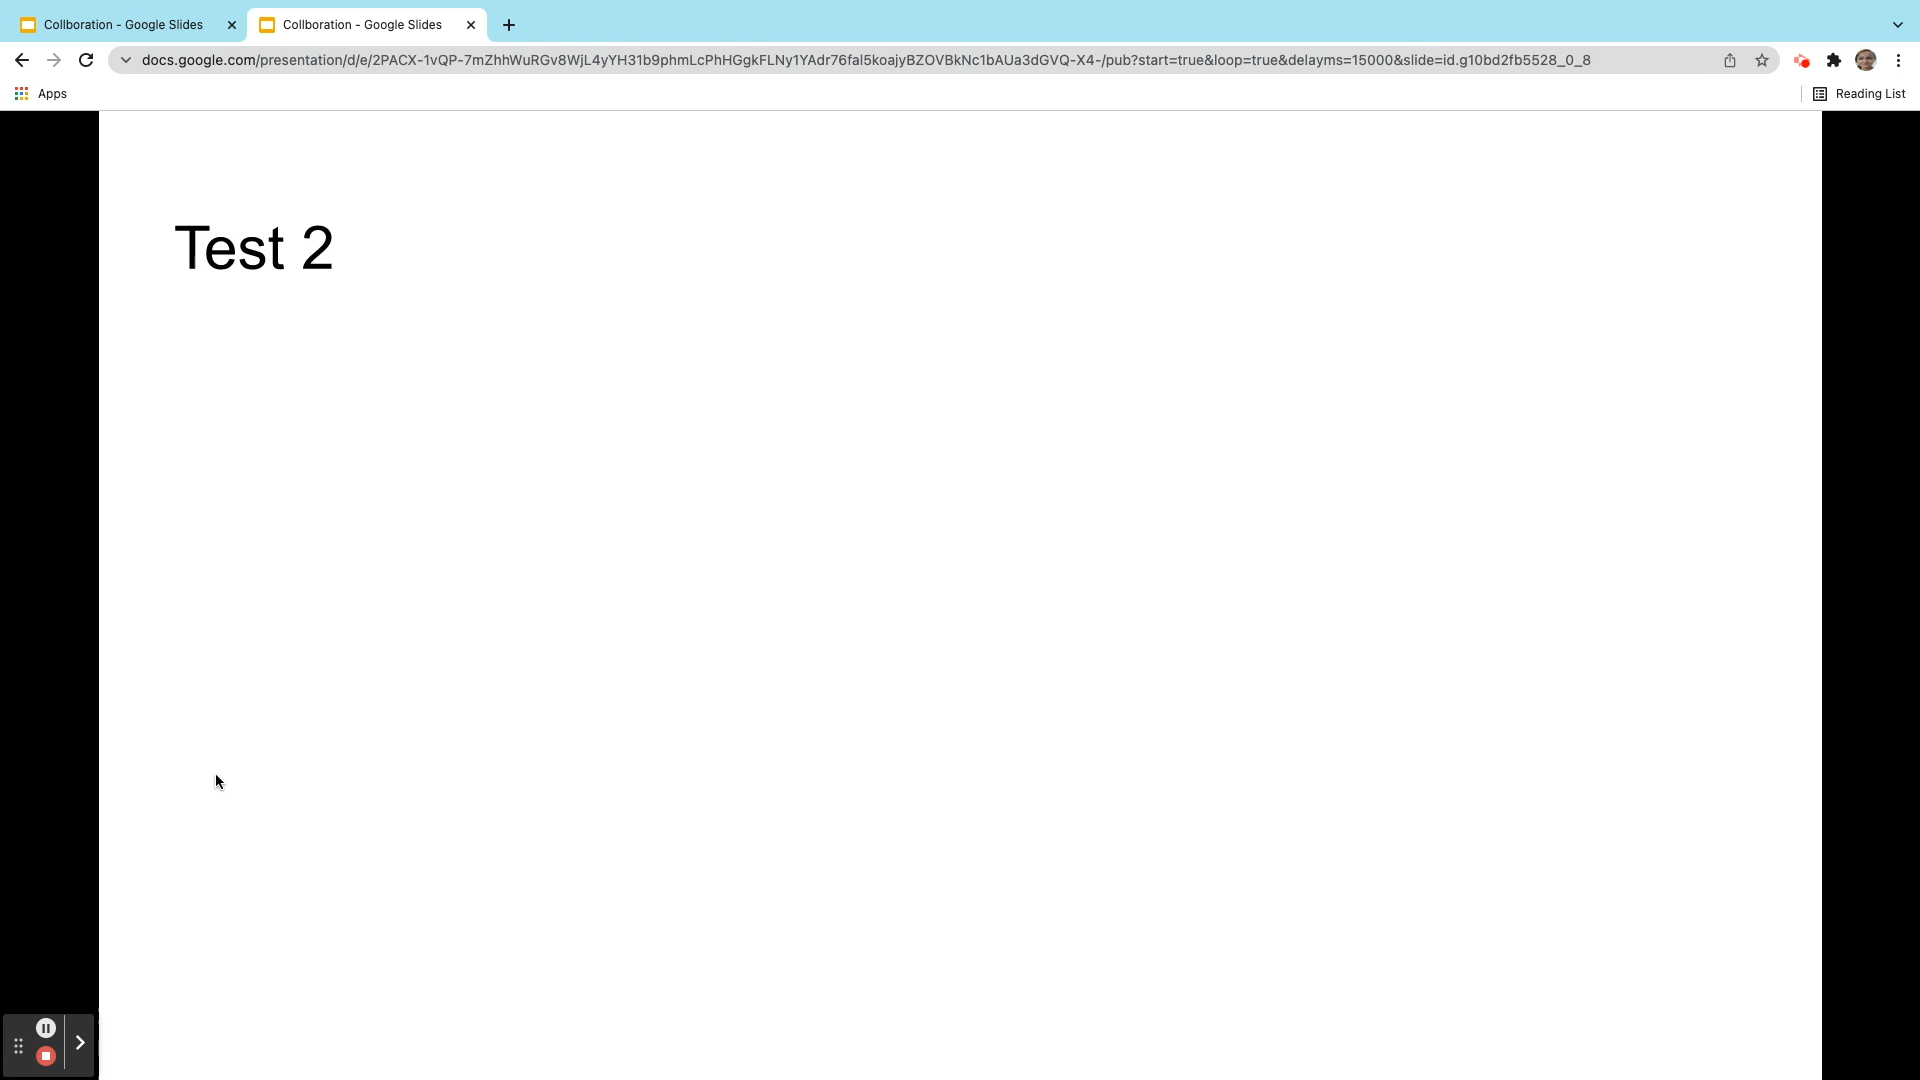 Collboration - Google Slides
Collboration - Google Slides
docs.google.com/presentation/d/e/2PACX-1vQP-7mZhhWuRGv8WjL4yYH31b9phmLcPhHGgkFLNy1YAdr76fal5koajyBZOVBkNc1bAUa3dGVQ-X4-/pub?start=true&loop=true&delayms=15000&slide=id.g10bd2fb5528_0_8
Apps
Reading List
Test 2